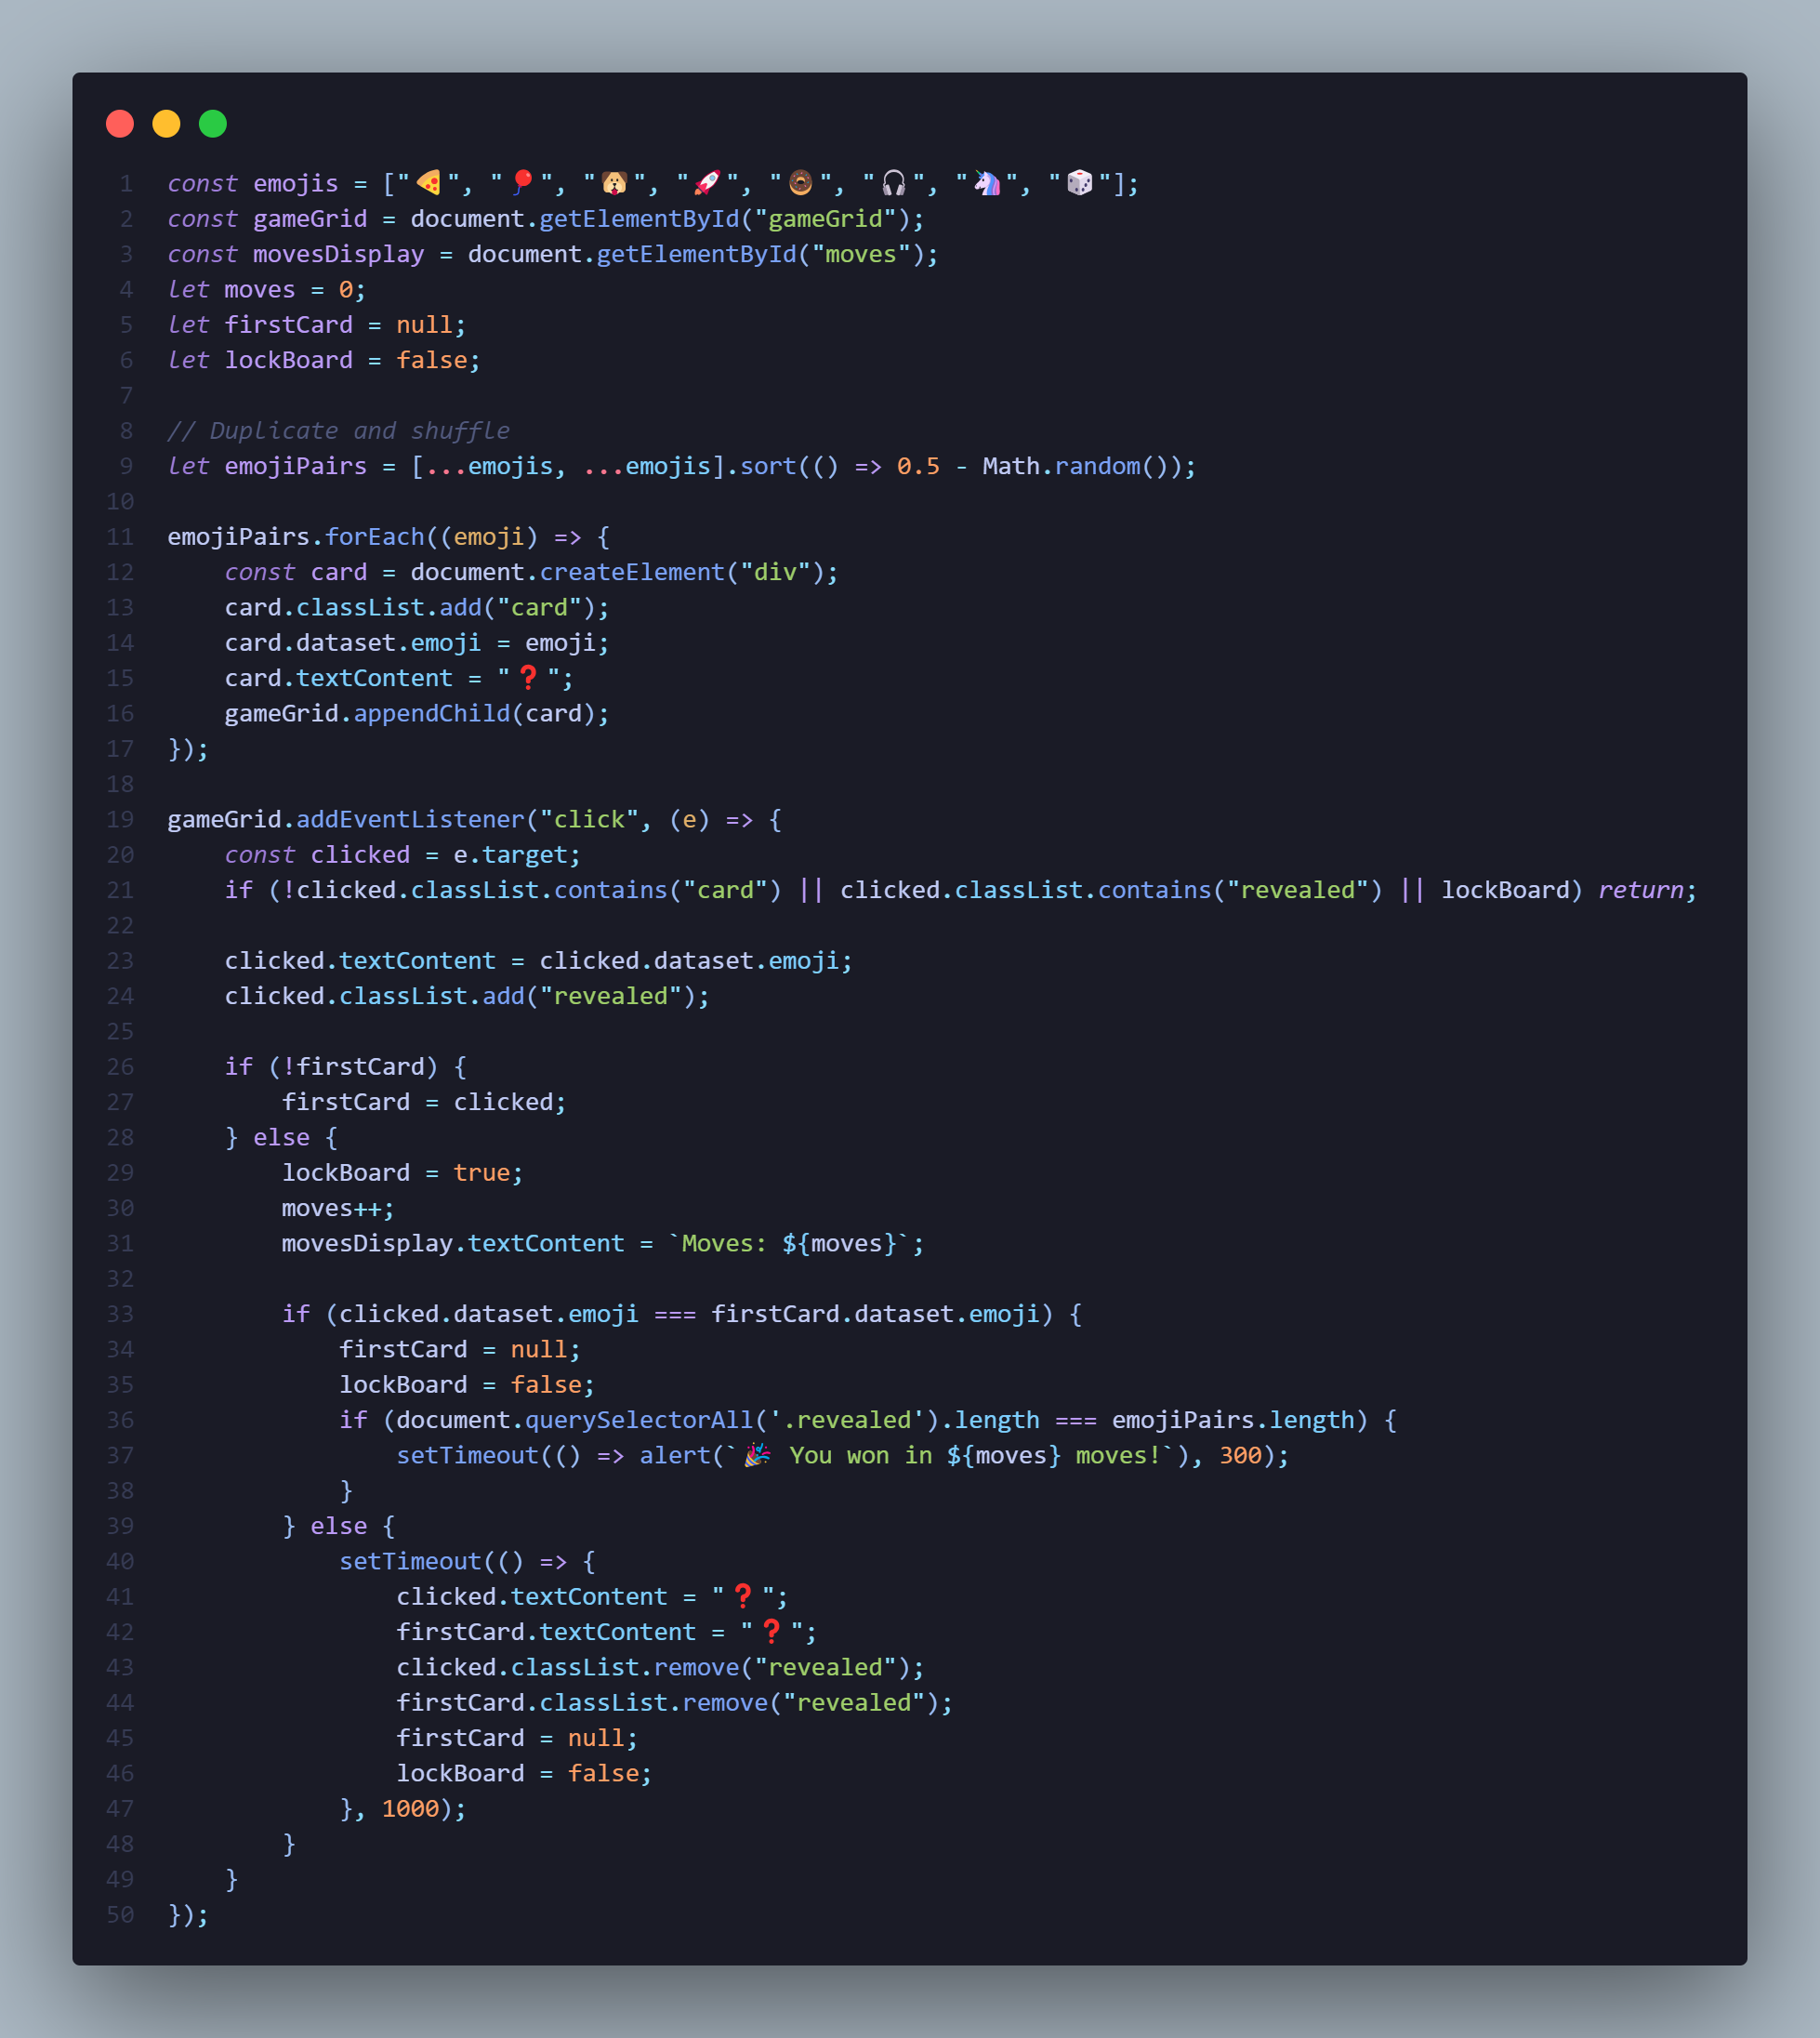 1 const emojis = ["🍕", "🎈", "🐶", "🚀", "🍩", "🎧", "🦄", "🎲"];
2 const gameGrid = document.getElementById("gameGrid");
3 const movesDisplay = document.getElementById("moves");
4 let moves = 0;
5 let firstCard = null;
6 let lockBoard = false;
7
8 // Duplicate and shuffle
9 let emojiPairs = [...emojis, ...emojis].sort(() => 0.5 - Math.random());
10
11 emojiPairs.forEach((emoji) => {
12     const card = document.createElement("div");
13     card.classList.add("card");
14     card.dataset.emoji = emoji;
15     card.textContent = "❓";
16     gameGrid.appendChild(card);
17 });
18
19 gameGrid.addEventListener("click", (e) => {
20     const clicked = e.target;
21     if (!clicked.classList.contains("card") || clicked.classList.contains("revealed") || lockBoard) return;
22
23     clicked.textContent = clicked.dataset.emoji;
24     clicked.classList.add("revealed");
25
26     if (!firstCard) {
27         firstCard = clicked;
28     } else {
29         lockBoard = true;
30         moves++;
31         movesDisplay.textContent = `Moves: ${moves}`;
32
33         if (clicked.dataset.emoji === firstCard.dataset.emoji) {
34             firstCard = null;
35             lockBoard = false;
36             if (document.querySelectorAll('.revealed').length === emojiPairs.length) {
37                 setTimeout(() => alert(`🎉 You won in ${moves} moves!`), 300);
38             }
39         } else {
40             setTimeout(() => {
41                 clicked.textContent = "❓";
42                 firstCard.textContent = "❓";
43                 clicked.classList.remove("revealed");
44                 firstCard.classList.remove("revealed");
45                 firstCard = null;
46                 lockBoard = false;
47             }, 1000);
48         }
49     }
50 });